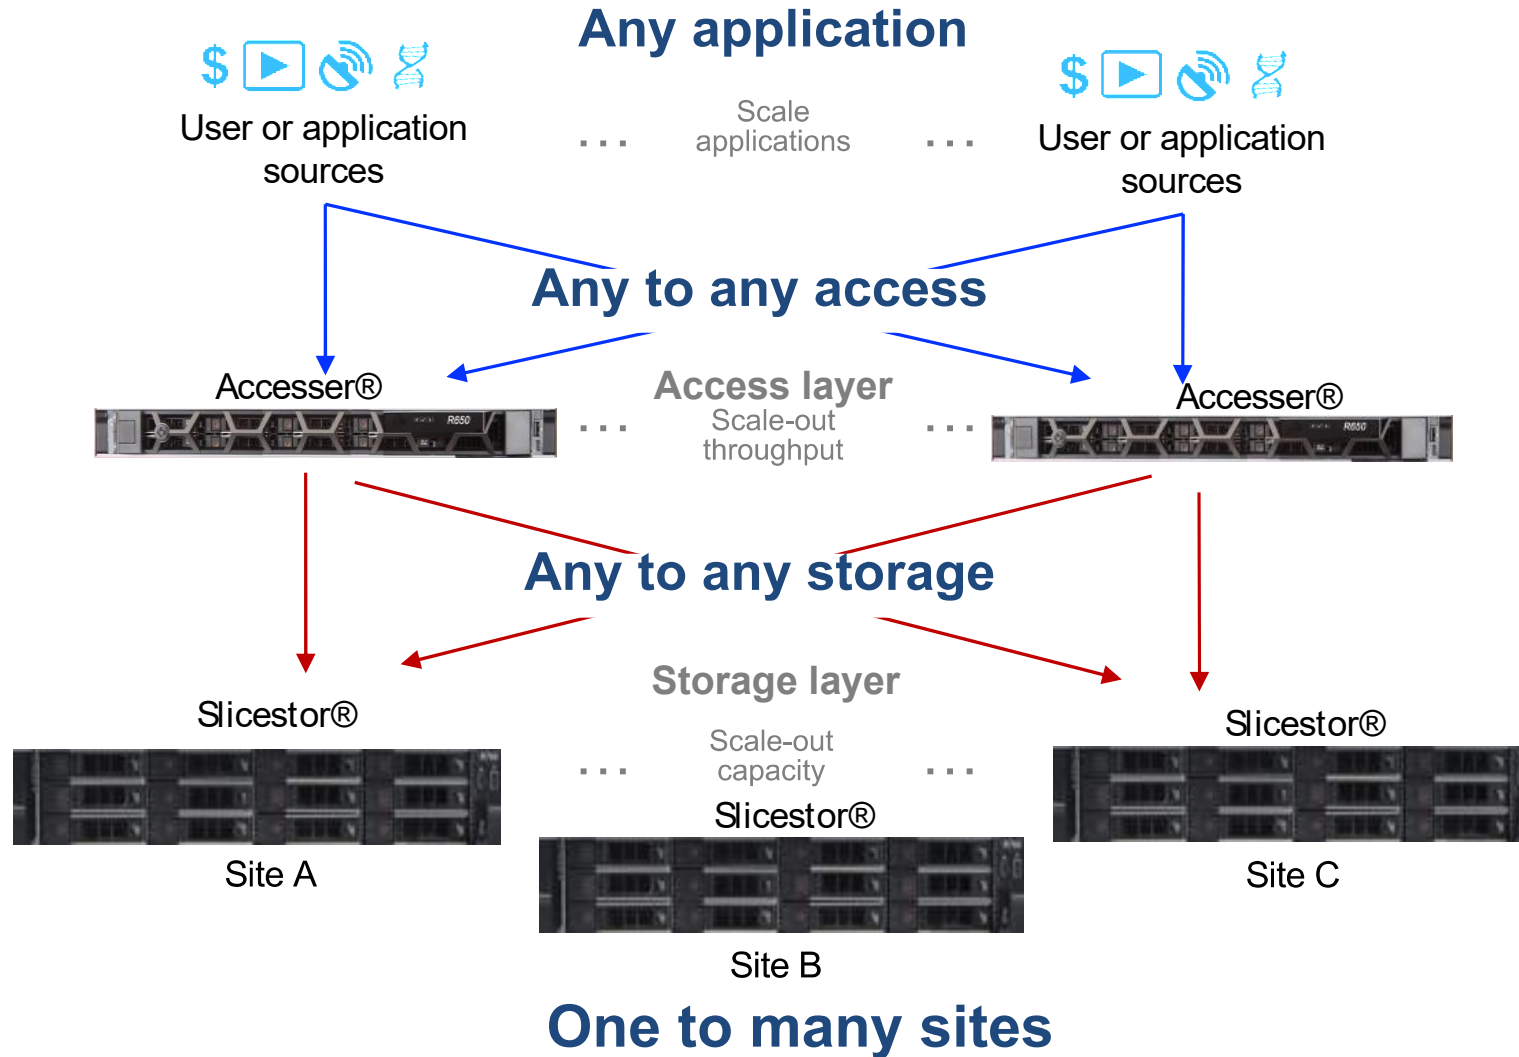 Any application
$
$
User or application
sources
... Scale
applications ...
User or application
sources
Any to any access
Accesser®
Access layer
Accesser®
R650
... Scale-out
throughput ...
R650
Any to any storage
Storage layer
Slicestor®
Slicestor®
... Scale-out
capacity ...
Slicestor®
Site A
Site C
Site B
One to many sites